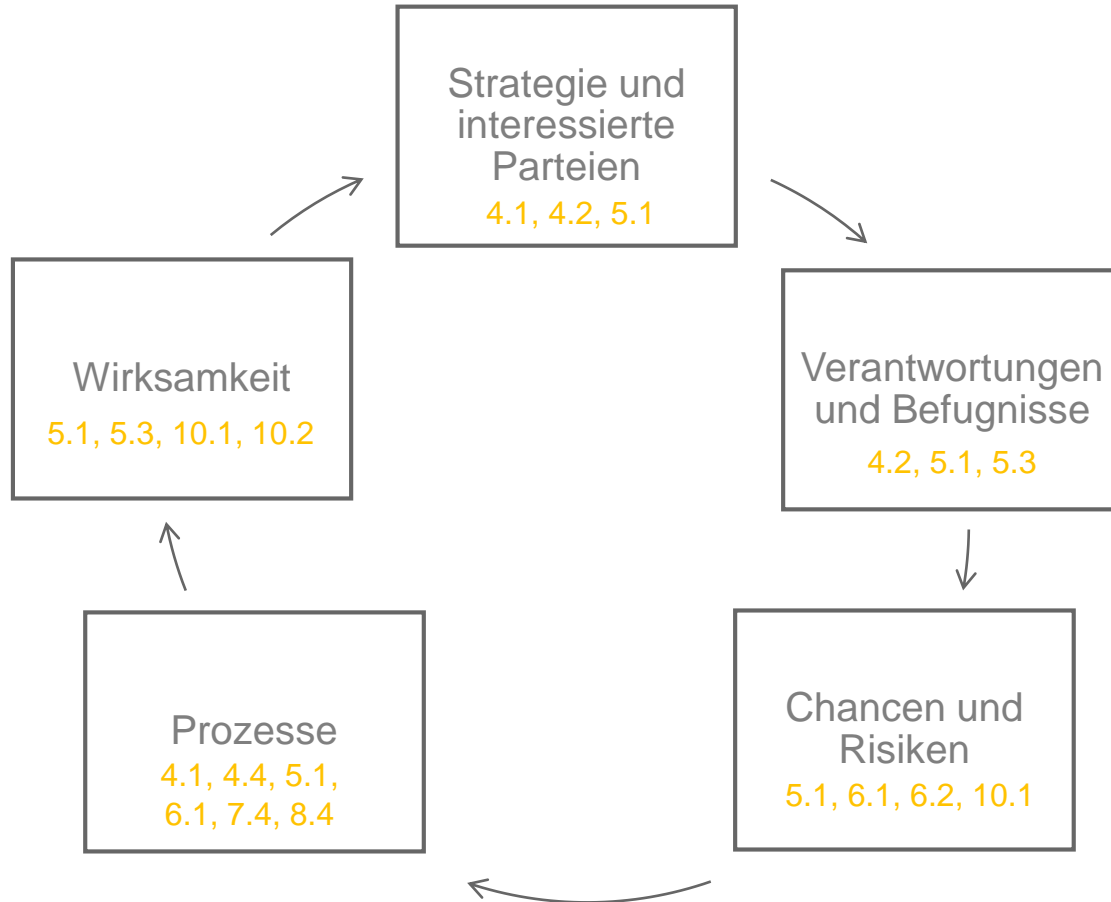 Strategie und
interessierte
Parteien
4.1, 4.2, 5.1
Verantwortungen
und Befugnisse
4.2, 5.1, 5.3
Chancen und
Risiken
5.1, 6.1, 6.2, 10.1
Prozesse
4.1, 4.4, 5.1,
6.1, 7.4, 8.4
Wirksamkeit
5.1, 5.3, 10.1, 10.2